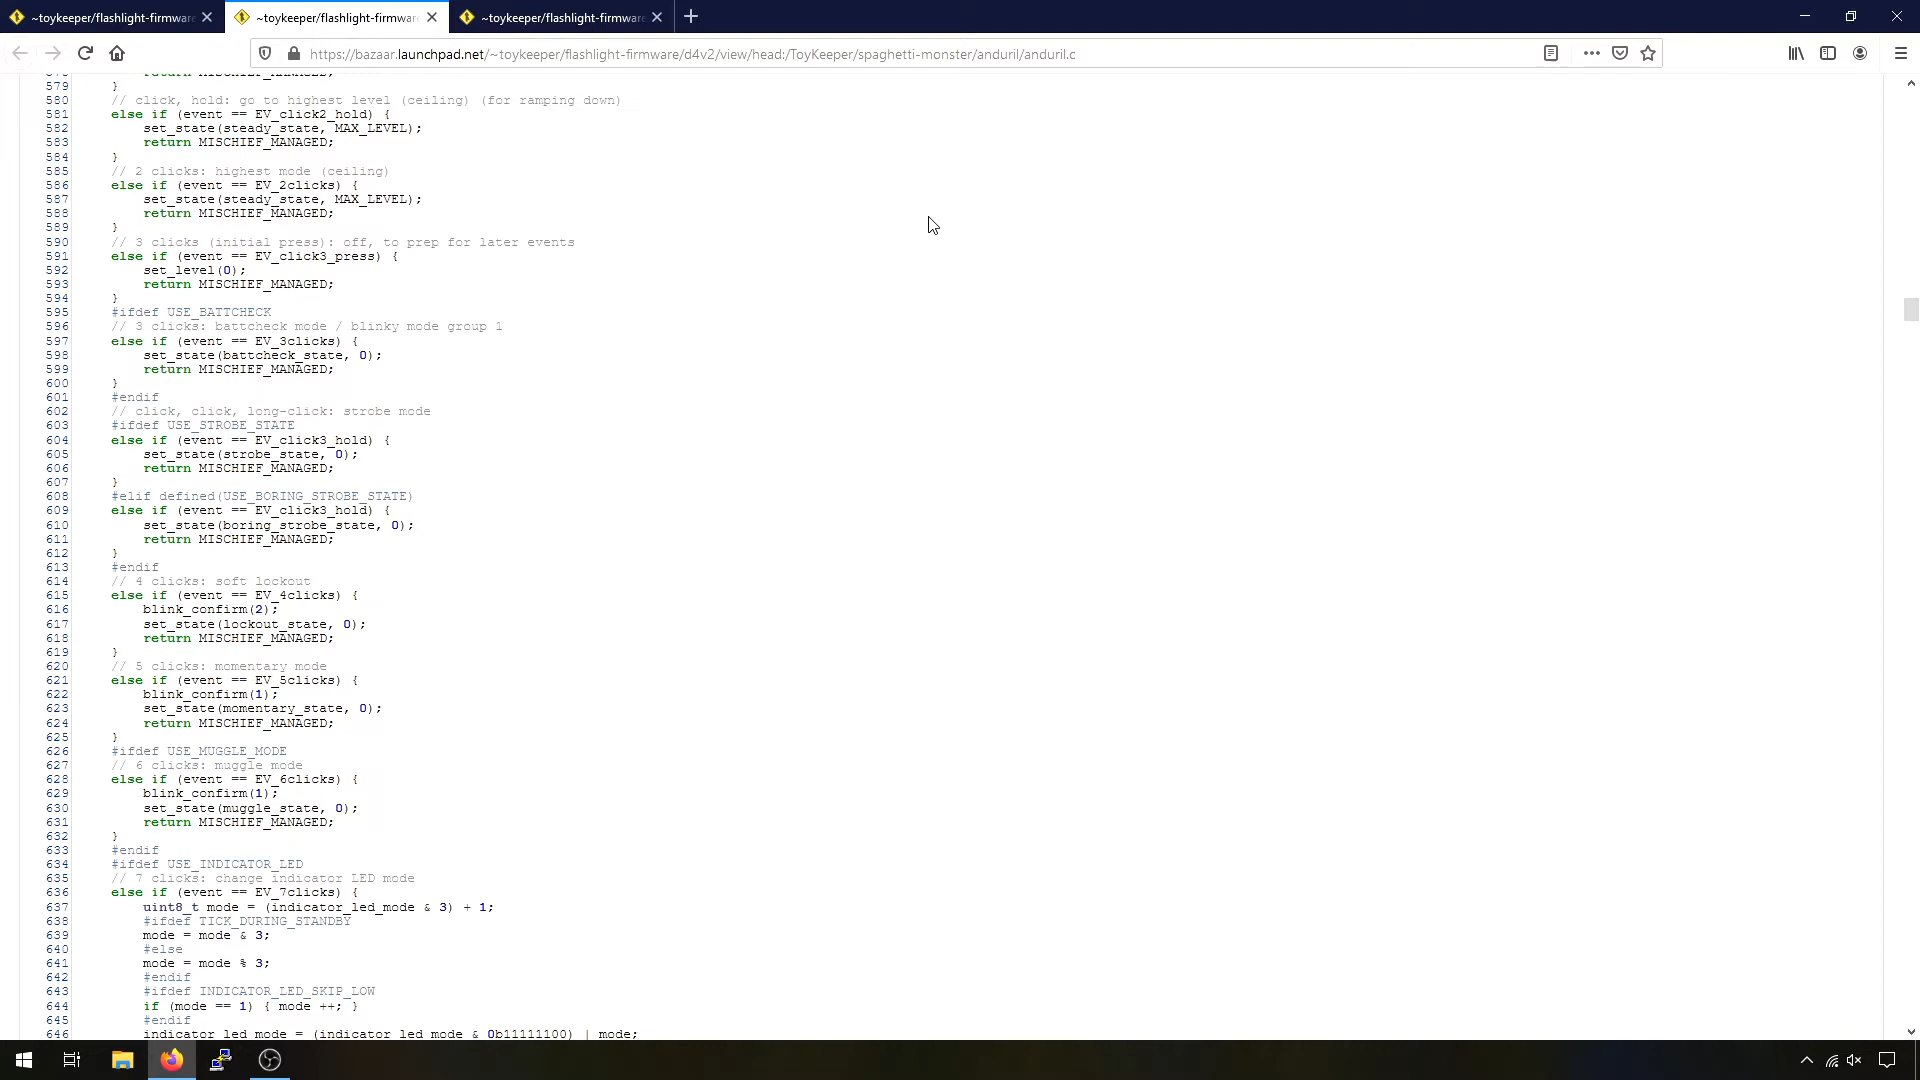 ~toykeeper/flashlight-firmware
~toykeeper/flashlight-firmware
~toykeeper/flashlight-firmware
https://bazaar.launchpad.net/~toykeeper/flashlight-firmware/d4v2/view/head:/ToyKeeper/spaghetti-monster/anduril/anduril.c
578 return MISCHIEF_MANAGED;
579 }
580 // click, hold: go to highest level (ceiling) (for ramping down)
581 else if (event == EV_click2_hold) {
582 set_state(steady_state, MAX_LEVEL);
583 return MISCHIEF_MANAGED;
584 }
585 // 2 clicks: highest mode (ceiling)
586 else if (event == EV_2clicks) {
587 set_state(steady_state, MAX_LEVEL);
588 return MISCHIEF_MANAGED;
589 }
590 // 3 clicks (initial press): off, to prep for later events
591 else if (event == EV_click3_press) {
592 set_level(0);
593 return MISCHIEF_MANAGED;
594 }
595 #ifdef USE_BATTCHECK
596 // 3 clicks: battcheck mode / blinky mode group 1
597 else if (event == EV_3clicks) {
598 set_state(battcheck_state, 0);
599 return MISCHIEF_MANAGED;
600 }
601 #endif
602 // click, click, long-click: strobe mode
603 #ifdef USE_STROBE_STATE
604 else if (event == EV_click3_hold) {
605 set_state(strobe_state, 0);
606 return MISCHIEF_MANAGED;
607 }
608 #elif defined(USE_BORING_STROBE_STATE)
609 else if (event == EV_click3_hold) {
610 set_state(boring_strobe_state, 0);
611 return MISCHIEF_MANAGED;
612 }
613 #endif
614 // 4 clicks: soft lockout
615 else if (event == EV_4clicks) {
616 blink_confirm(2);
617 set_state(lockout_state, 0);
618 return MISCHIEF_MANAGED;
619 }
620 // 5 clicks: momentary mode
621 else if (event == EV_5clicks) {
622 blink_confirm(1);
623 set_state(momentary_state, 0);
624 return MISCHIEF_MANAGED;
625 }
626 #ifdef USE_MUGGLE_MODE
627 // 6 clicks: muggle mode
628 else if (event == EV_6clicks) {
629 blink_confirm(1);
630 set_state(muggle_state, 0);
631 return MISCHIEF_MANAGED;
632 }
633 #endif
634 #ifdef USE_INDICATOR_LED
635 // 7 clicks: change indicator LED mode
636 else if (event == EV_7clicks) {
637 uint8_t mode = (indicator_led_mode & 3) + 1;
638 #ifdef TICK_DURING_STANDBY
639 mode = mode & 3;
640 #else
641 mode = mode % 3;
642 #endif
643 #ifdef INDICATOR_LED_SKIP_LOW
644 if (mode == 1) { mode ++; }
645 #endif
646 indicator_led_mode = (indicator_led_mode & 0b11111100) | mode;